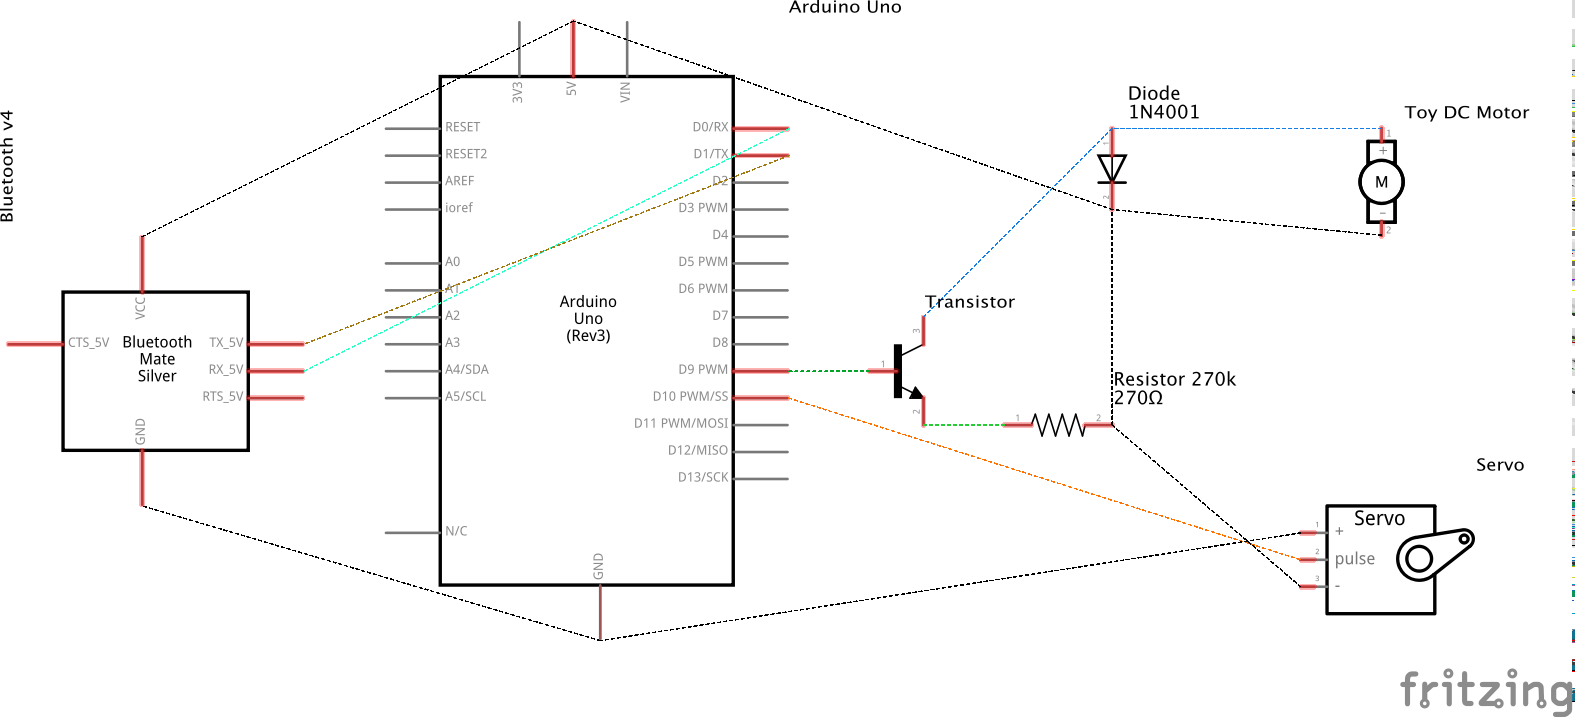 Arduino Uno
Bluetooth v4
3V3
5V
VIN
RESET
RESET2
AREF
ioref
A0
A1
A2
A3
A4/SDA
A5/SCL
N/C
D0/RX
D1/TX
D2
D3 PWM
D4
D5 PWM
D6 PWM
D7
D8
D9 PWM
D10 PWM/SS
D11 PWM/MOSI
D12/MISO
D13/SCK
GND
Arduino
Uno
(Rev3)
VCC
CTS_5V
Bluetooth
Mate
Silver
TX_5V
RX_5V
RTS_5V
GND
Diode
1N4001
1
2
Toy DC Motor
1
+
M
−
2
Transistor
3
1
2
Resistor 270k
270Ω
1
2
Servo
Servo
1
+
2
pulse
3
-
fritzing